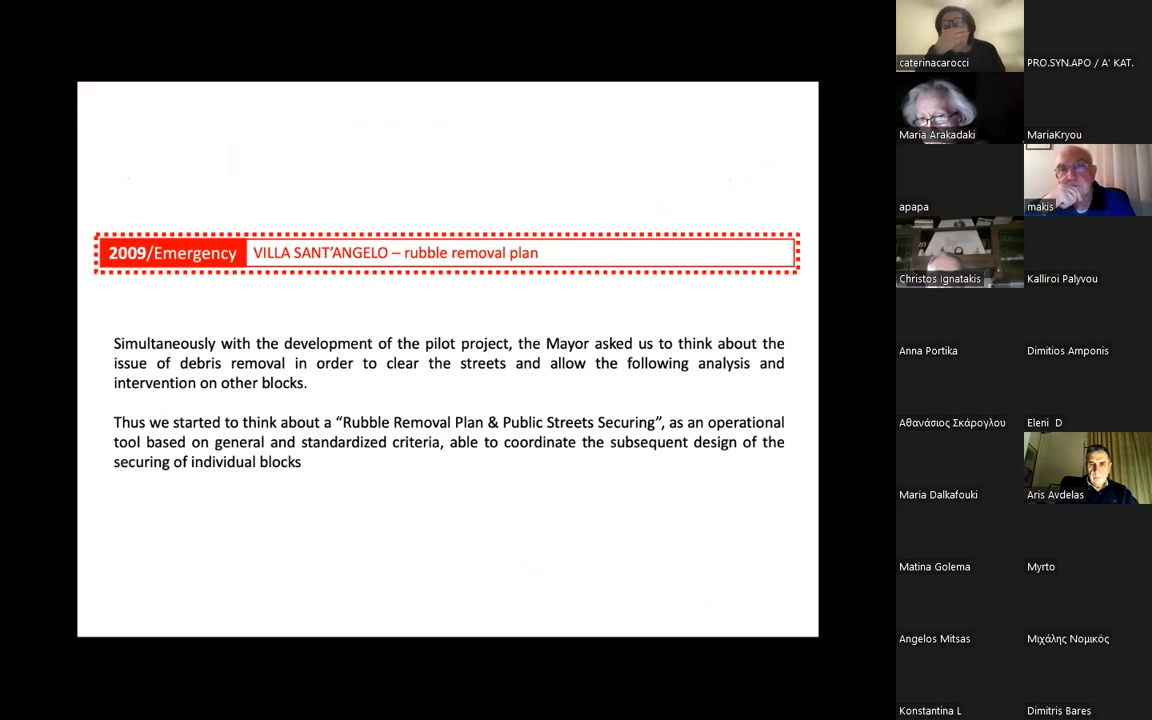 2009/Emergency VILLA SANT’ANGELO – rubble removal plan
Simultaneously with the development of the pilot project, the Mayor asked us to think about the
issue of debris removal in order to clear the streets and allow the following analysis and
intervention on other blocks.
Thus we started to think about a “Rubble Removal Plan & Public Streets Securing”, as an operational
tool based on general and standardized criteria, able to coordinate the subsequent design of the
securing of individual blocks
caterinacarocci
PRO.SYN.APO / A' KAT.
Maria Arakadaki
MariaKryou
apapa
makis
Christos Ignatakis
Kalliroi Palyvou
Anna Portika
Dimitios Amponis
Αθανάσιος Σκάρογλου
Eleni D
Maria Dalkafouki
Aris Avdelas
Matina Golema
Myrto
Angelos Mitsas
Μιχάλης Νομικός
Konstantina L
Dimitris Bares